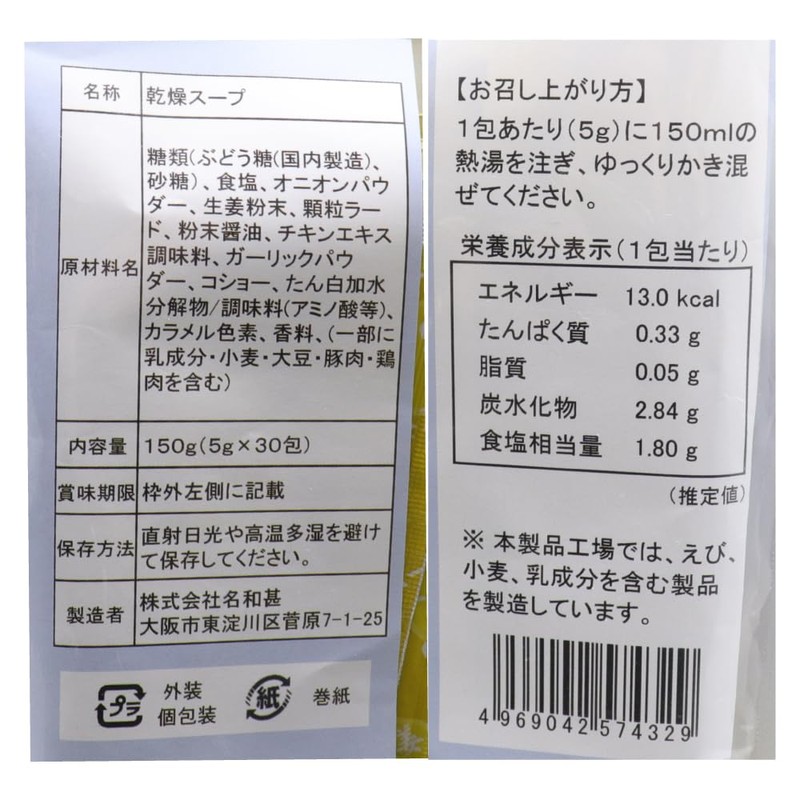 名称 乾燥スープ
原材料名
糖類(ぶどう糖(国内製造)、
砂糖)、食塩、オニオンパウ
ダー、生姜粉末、顆粒ラー
ド、粉末醤油、チキンエキス
調味料、ガーリックパウ
ダー、コショー、たん白加水
分解物/調味料(アミノ酸等)、
カラメル色素、香料、(一部に
乳成分・小麦・大豆・豚肉・鶏
肉を含む)
内容量 150g(5g×30包)
賞味期限 枠外左側に記載
保存方法 直射日光や高温多湿を避け
て保存してください。
製造者 株式会社名和甚
大阪市東淀川区菅原7-1-25
プラ 外装
個包装
紙 巻紙
【お召し上がり方】
1包あたり(5g)に150mlの
熱湯を注ぎ、ゆっくりかき混
ぜてください。
栄養成分表示(1包当たり)
エネルギー 13.0 kcal
たんぱく質 0.33 g
脂質 0.05 g
炭水化物 2.84 g
食塩相当量 1.80 g
(推定値)
※ 本製品工場では、えび、
小麦、乳成分を含む製品
を製造しています。
4969042574329